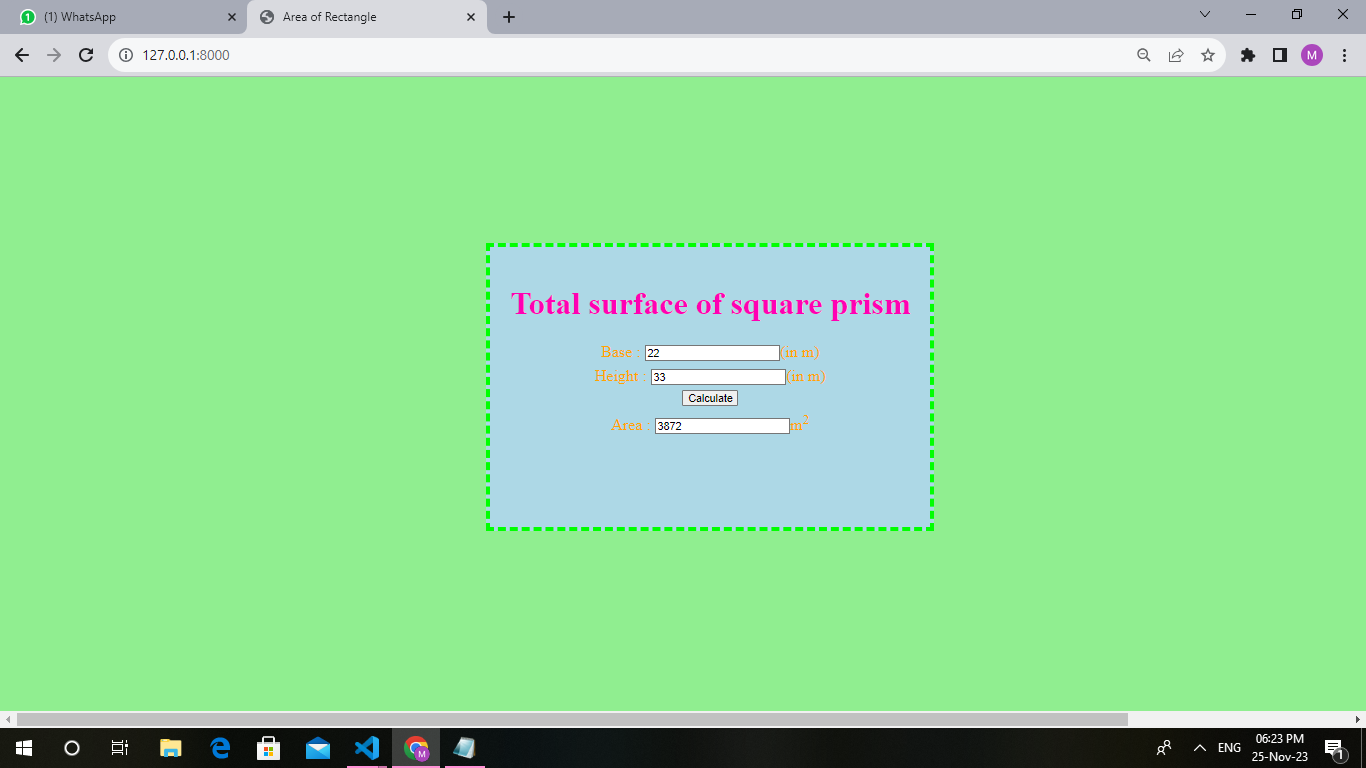 (1) WhatsApp
Area of Rectangle
127.0.0.1:8000
M
Total surface of square prism
Base : 22 (in m)
Height : 33 (in m)
Calculate
Area : 3872 m²
M
ENG
06:23 PM
25-Nov-23
1